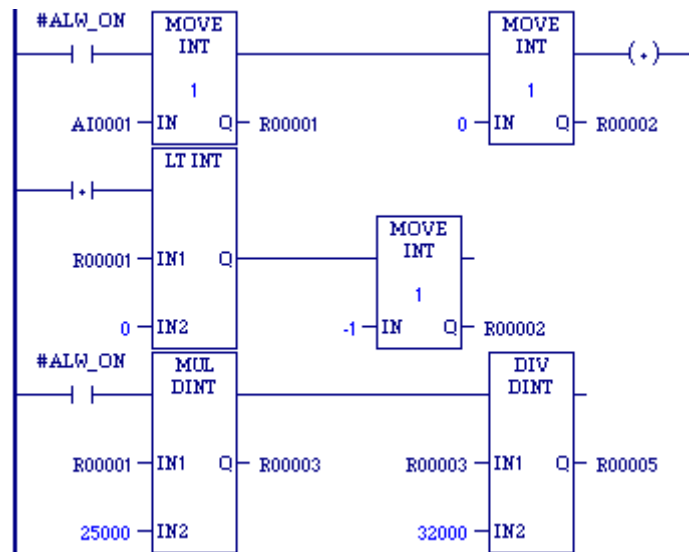 #ALW_ON
MOVE INT
MOVE INT
(+)
1
1
AI0001 IN Q R00001
0 IN Q R00002
LT INT
+
R00001 IN1 Q
MOVE INT
1
0 IN2
-1 IN Q R00002
#ALW_ON
MUL DINT
DIV DINT
R00001 IN1 Q R00003
R00003 IN1 Q R00005
25000 IN2
32000 IN2